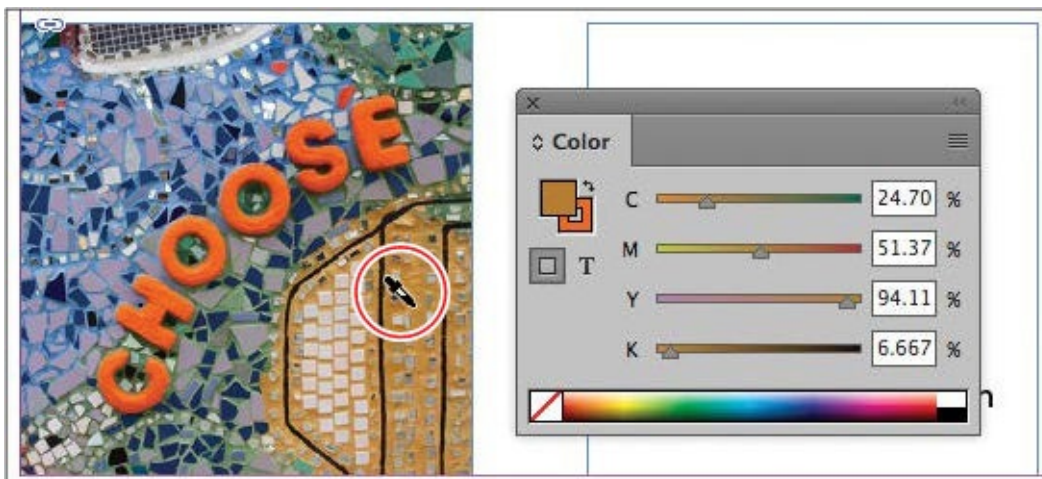 CHOOSE
Color
C 24.70 %
M 51.37 %
T
Y 94.11 %
K 6.667 %
n